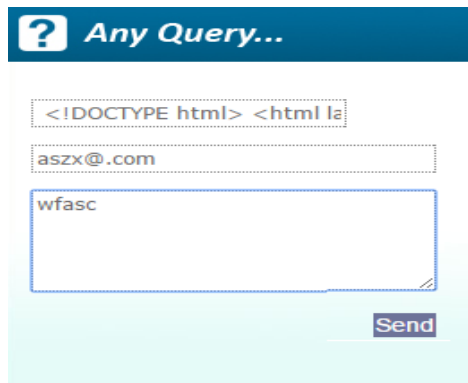 ? Any Query...
<!DOCTYPE html> <html la
aszx@.com
wfasc
Send